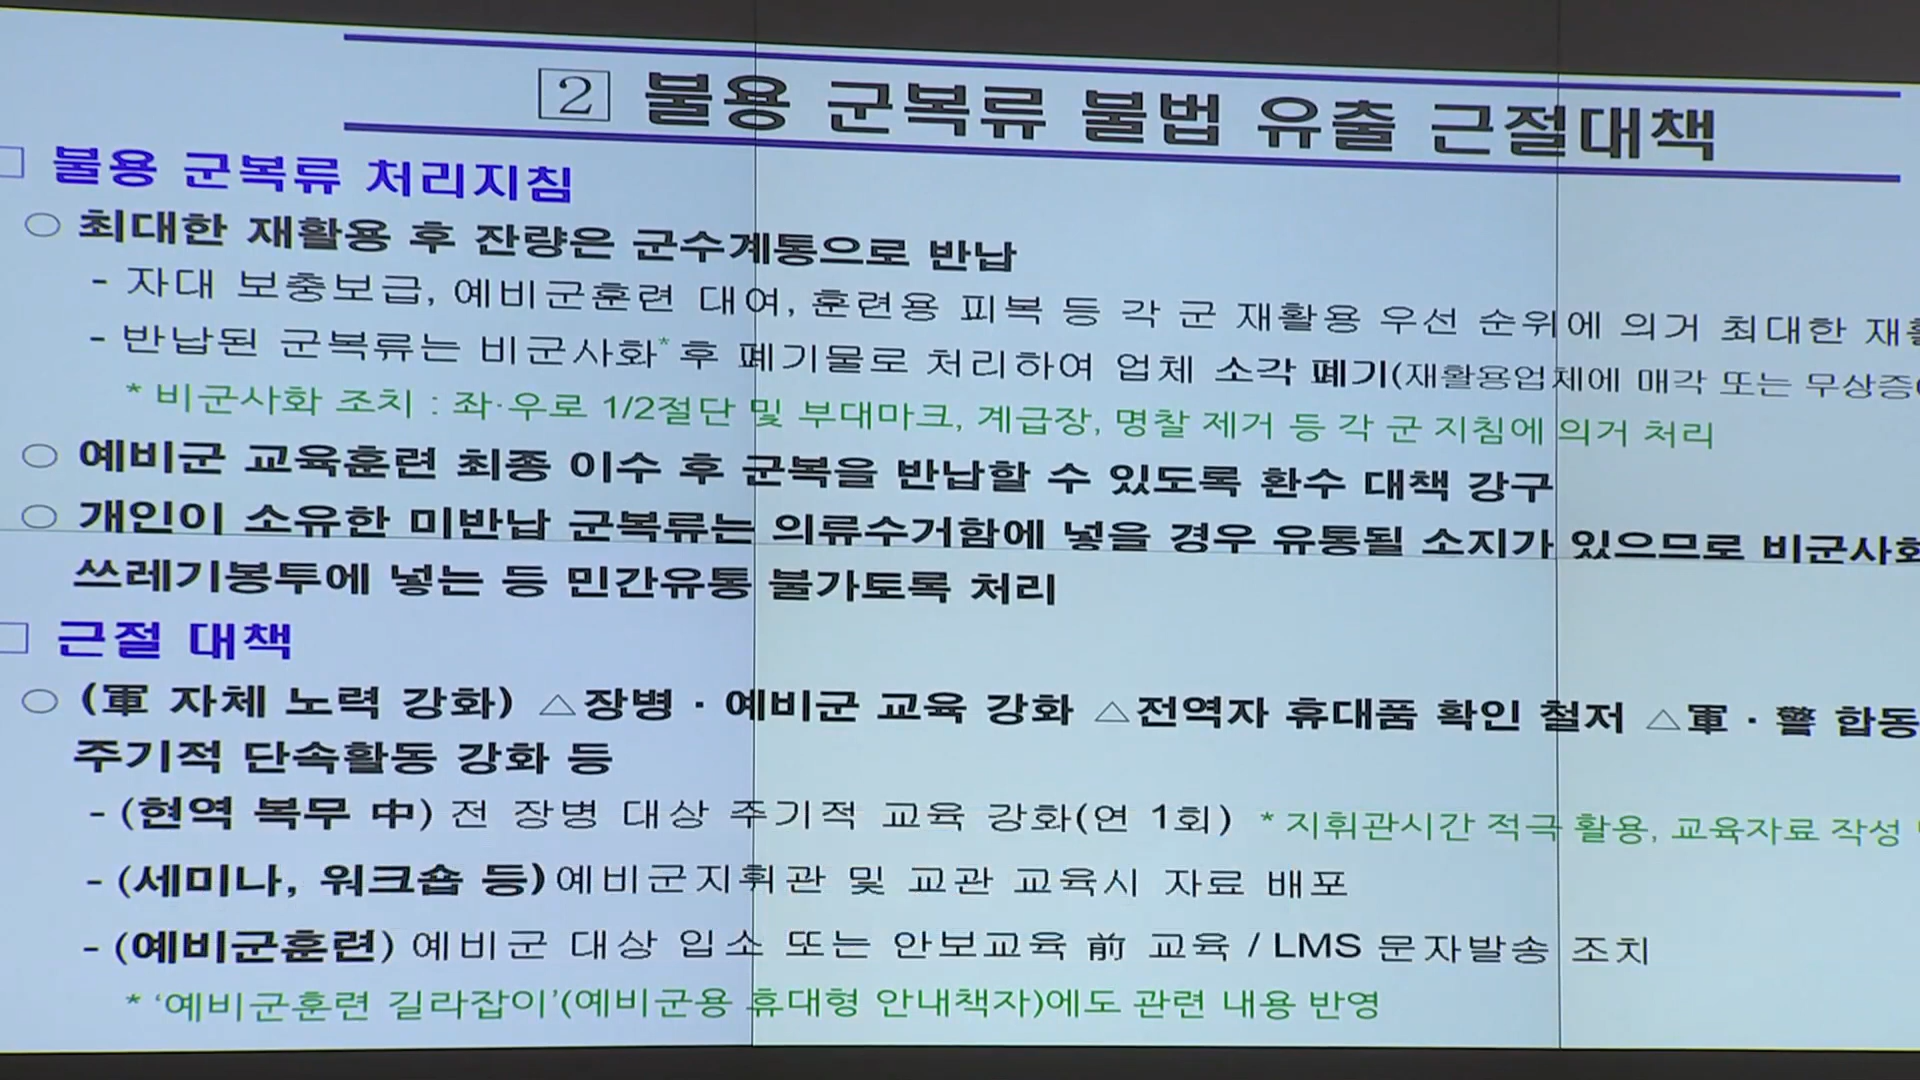 2 불용 군복류 불법 유출 근절대책
□ 불용 군복류 처리지침
○ 최대한 재활용 후 잔량은 군수계통으로 반납
- 자대 보충보급, 예비군훈련 대여, 훈련용 피복 등 각 군 재활용 우선 순위에 의거 최대한
- 반납된 군복류는 비군사화* 후 폐기물로 처리하여 업체 소각 폐기(재활용업체에 매각 또는
* 비군사화 조치 : 좌·우로 1/2절단 및 부대마크, 계급장, 명찰 제거 등 각 군 지침에 의거 처리
○ 예비군 교육훈련 최종 이수 후 군복을 반납할 수 있도록 환수 대책 강구
○ 개인이 소유한 미반납 군복류는 의류수거함에 넣을 경우 유통될 소지가 있으므로
쓰레기봉투에 넣는 등 민간유통 불가토록 처리
□ 근절 대책
○ (軍 자체 노력 강화) △장병·예비군 교육 강화 △전역자 휴대품 확인 철저 △軍·警 合동
주기적 단속활동 강화 등
- (현역 복무 中) 전 장병 대상 주기적 교육 강화(연 1회) * 지휘관시간 적극 활용, 교육자료 작성
- (세미나, 워크숍 등) 예비군지휘관 및 교관 교육시 자료 배포
- (예비군훈련) 예비군 대상 입소 또는 안보교육 前 교육 / LMS 문자발송 조치
* ‘예비군훈련 길라잡이’(예비군용 휴대형 안내책자)에도 관련 내용 반영